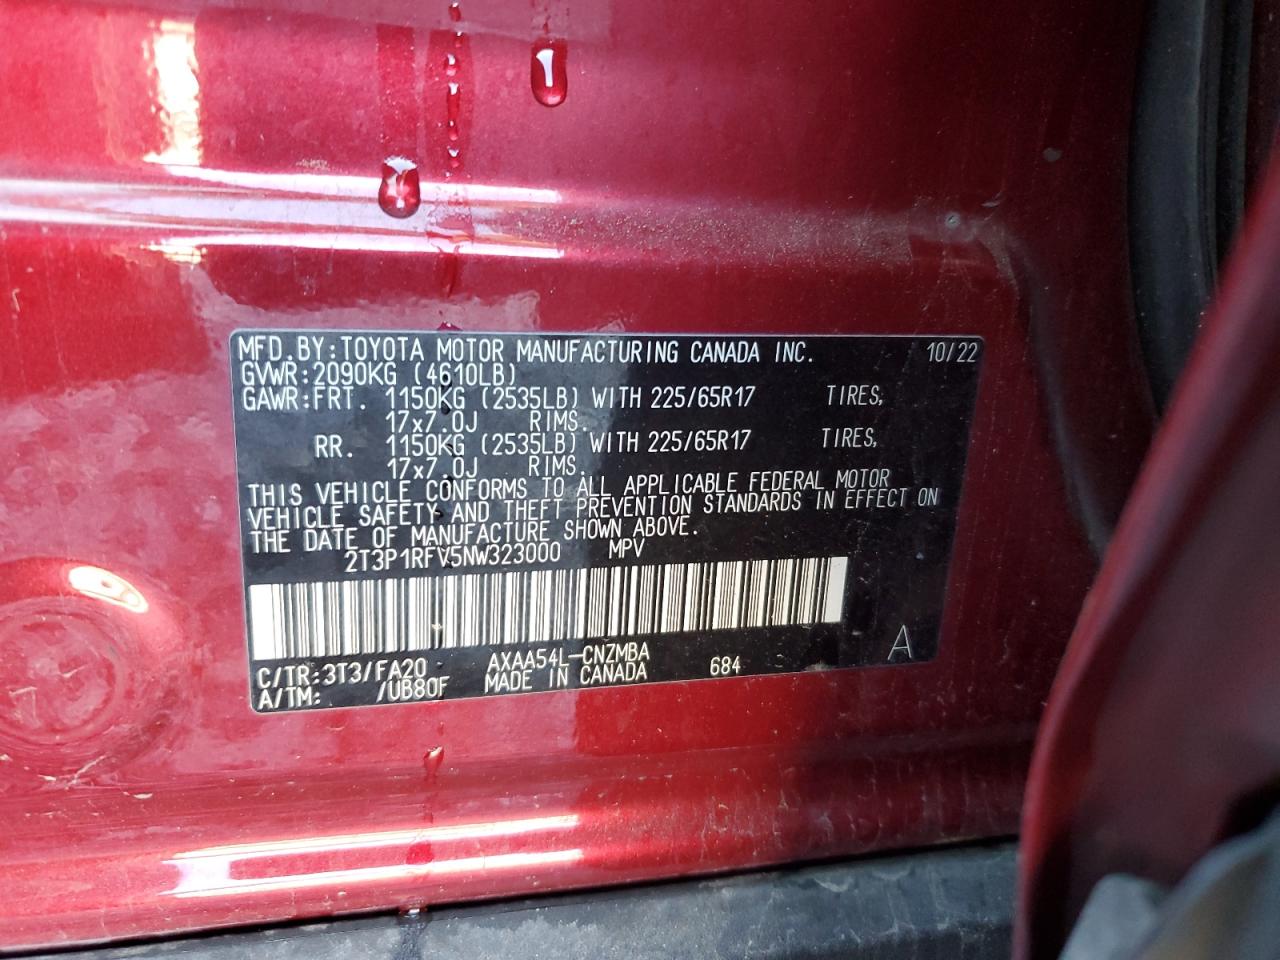 MFD.BY:TOYOTA MOTOR MANUFACTURING CANADA INC. 10/22
GVWR:2090KG (4610LB)
GAWR:FRT. 1150KG (2535LB) WITH 225/65R17 TIRES,
17x7.0J RIMS.
RR. 1150KG (2535LB) WITH 225/65R17 TIRES,
17x7.0J RIMS.
THIS VEHICLE CONFORMS TO ALL APPLICABLE FEDERAL MOTOR
VEHICLE SAFETY AND THEFT PREVENTION STANDARDS IN EFFECT ON
THE DATE OF MANUFACTURE SHOWN ABOVE.
2T3P1RFV5NW323000 MPV
C/TR:3T3/FA20 AXAA54L-CNZMBA 684 A
A/TM: /UB80F MADE IN CANADA